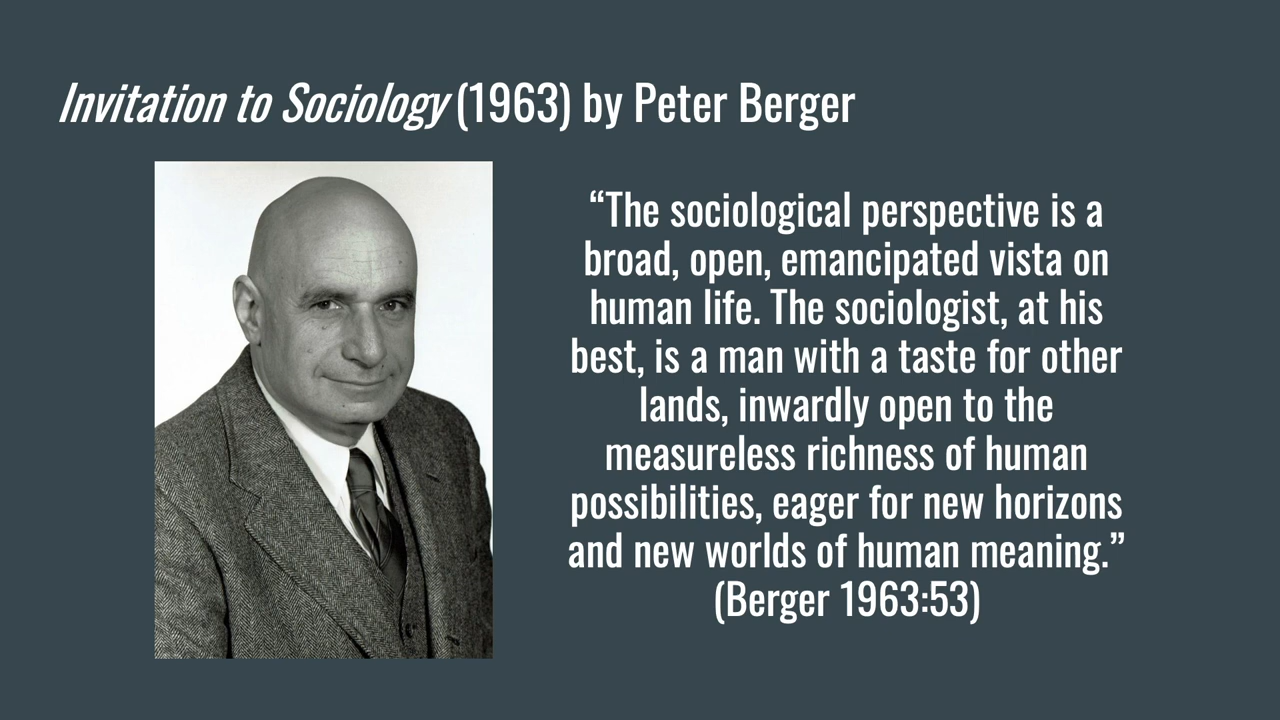 Invitation to Sociology (1963) by Peter Berger
“The sociological perspective is a
broad, open, emancipated vista on
human life. The sociologist, at his
best, is a man with a taste for other
lands, inwardly open to the
measureless richness of human
possibilities, eager for new horizons
and new worlds of human meaning.”
(Berger 1963:53)